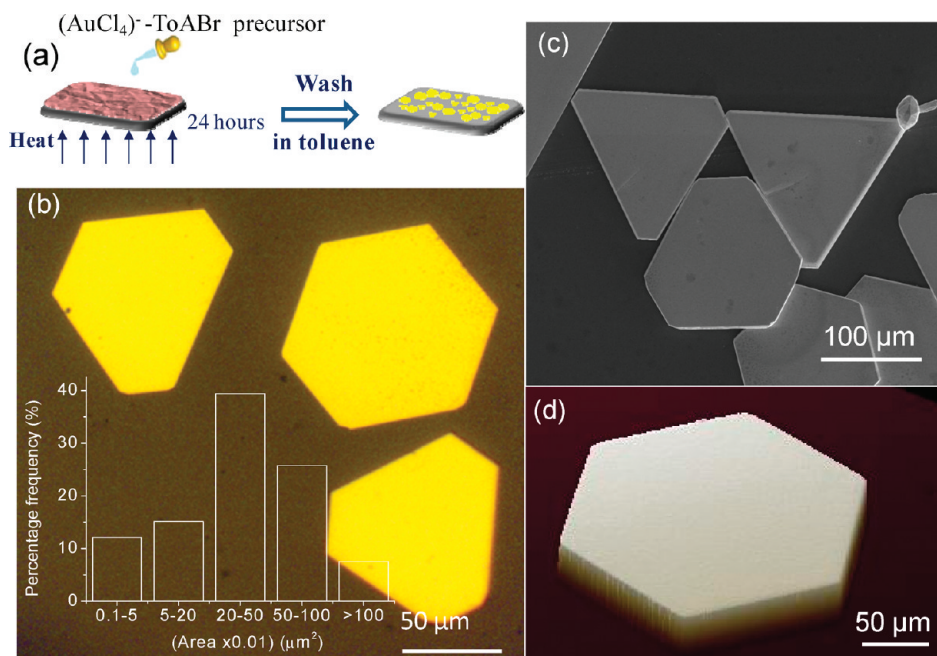 (AuCl₄)⁻ -ToABr precursor
(a)
Heat
24 hours
Wash
in toluene
(b)
Percentage frequency (%)
40
30
20
10
0
0.1-5 5-20 20-50 50-100 >100
(Area x0.01) (μm²)
50 μm
(c)
100 μm
(d)
50 μm